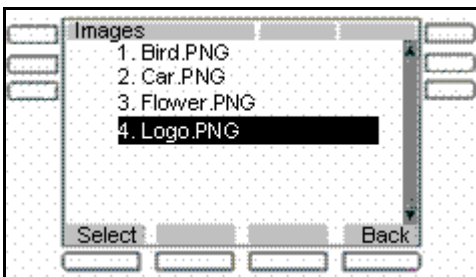 Images
1. Bird.PNG
2. Car.PNG
3. Flower.PNG
4. Logo.PNG
Select Back